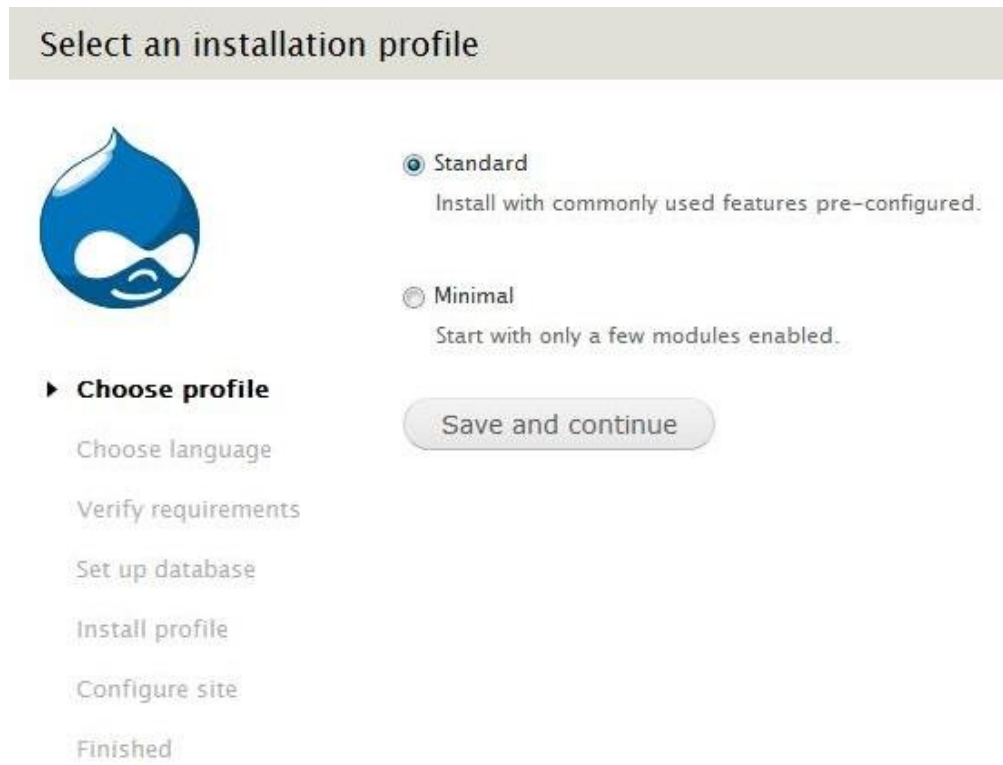 Select an installation profile
Standard
Install with commonly used features pre-configured.
Minimal
Start with only a few modules enabled.
Save and continue
Choose profile
Choose language
Verify requirements
Set up database
Install profile
Configure site
Finished